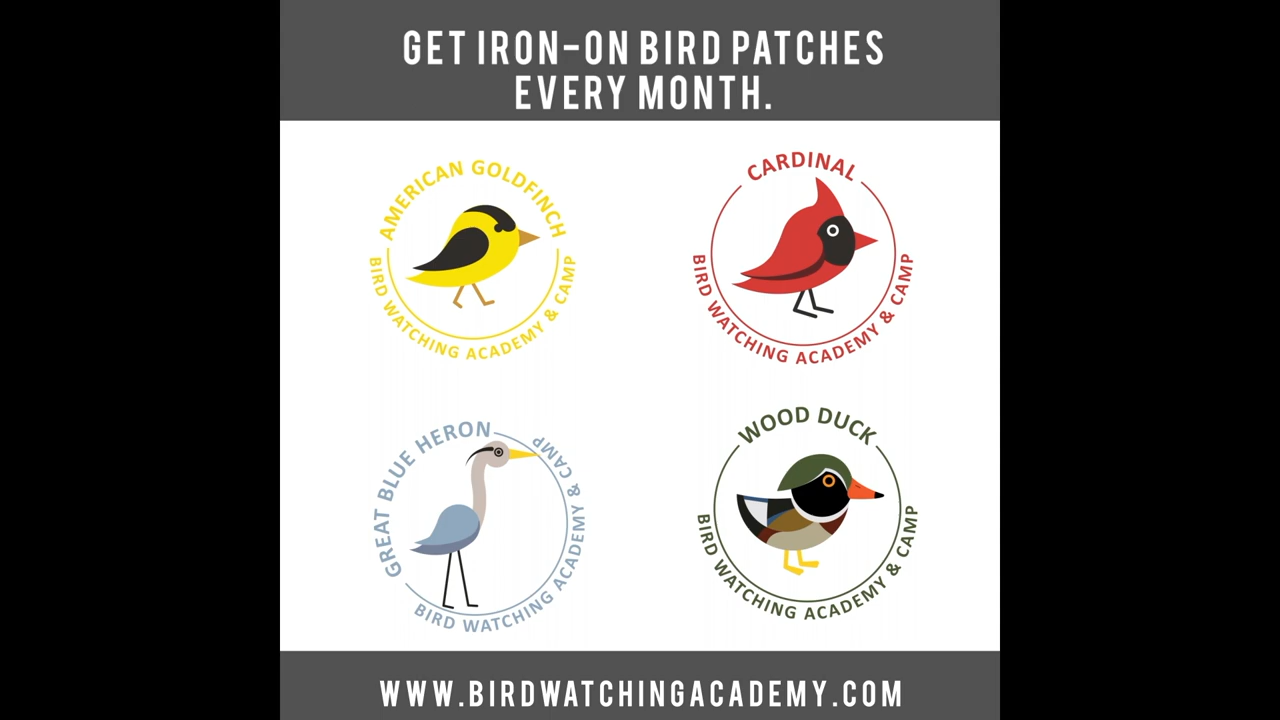 GET IRON-ON BIRD PATCHES
EVERY MONTH.
AMERICAN GOLDFINCH
BIRD WATCHING ACADEMY & CAMP
CARDINAL
BIRD WATCHING ACADEMY & CAMP
GREAT BLUE HERON
BIRD WATCHING ACADEMY & CAMP
WOOD DUCK
BIRD WATCHING ACADEMY & CAMP
WWW.BIRDWATCHINGACADEMY.COM